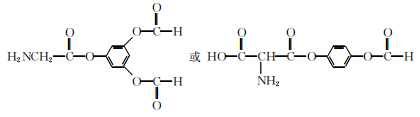 O
O O—C—H
H₂NCH₂—C—O 或 HO—C—CH—C—O O—C—H
O O O
NH₂
O—C—H
O